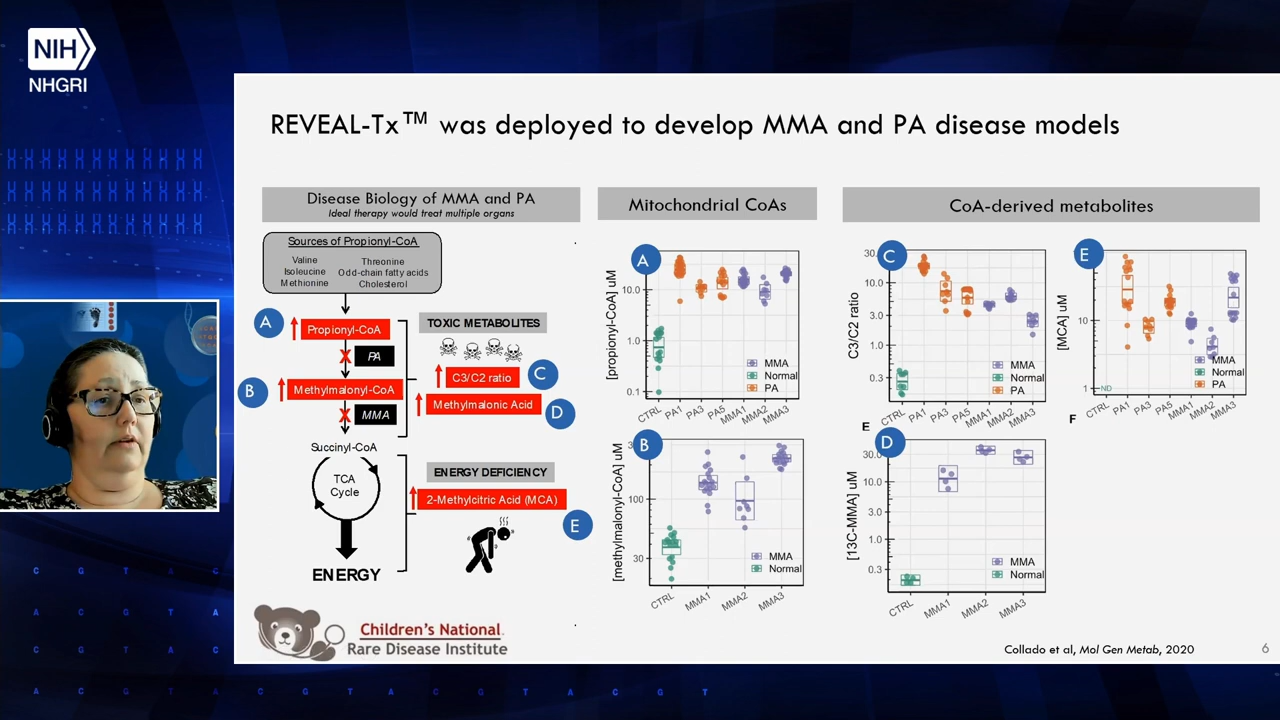 NIH
NHGRI
REVEAL-Tx™ was deployed to develop MMA and PA disease models
Disease Biology of MMA and PA
Ideal therapy would treat multiple organs
Sources of Propionyl-CoA
Valine
Isoleucine
Methionine
Threonine
Odd-chain fatty acids
Cholesterol
A
Propionyl-CoA
PA
B
Methylmalonyl-CoA
MMA
Succinyl-CoA
TCA
Cycle
ENERGY
TOXIC METABOLITES
C3/C2 ratio
C
Methylmalonic Acid
D
ENERGY DEFICIENCY
2-Methylcitric Acid (MCA)
E
Children's National.
Rare Disease Institute
Mitochondrial CoAs
A
[propionyl-CoA] uM
10.0
1.0
0.1
MMA
Normal
PA
CTRL PA1 PA3 PA5 MMA1 MMA2 MMA3
B
[methylmalonyl-CoA] uM
100
30
MMA
Normal
CTRL MMA1 MMA2 MMA3
CoA-derived metabolites
C
C3/C2 ratio
30.
10.0
3.0
1.0
0.3
MMA
Normal
PA
CTRL PA1 PA3 PA5 MMA1 MMA2 MMA3
E
[MCA] uM
10
1
ND
MMA
Normal
PA
CTRL PA1 PA3 PA5 MMA1 MMA2 MMA3
E
F
D
[13C-MMA] uM
30.
10.0
3.0
1.0
0.3
MMA
Normal
CTRL MMA1 MMA2 MMA3
Collado et al, Mol Gen Metab, 2020
6
C G T A C
A C G T A
C G T A C
A C G T A C G T A C G T A C G T